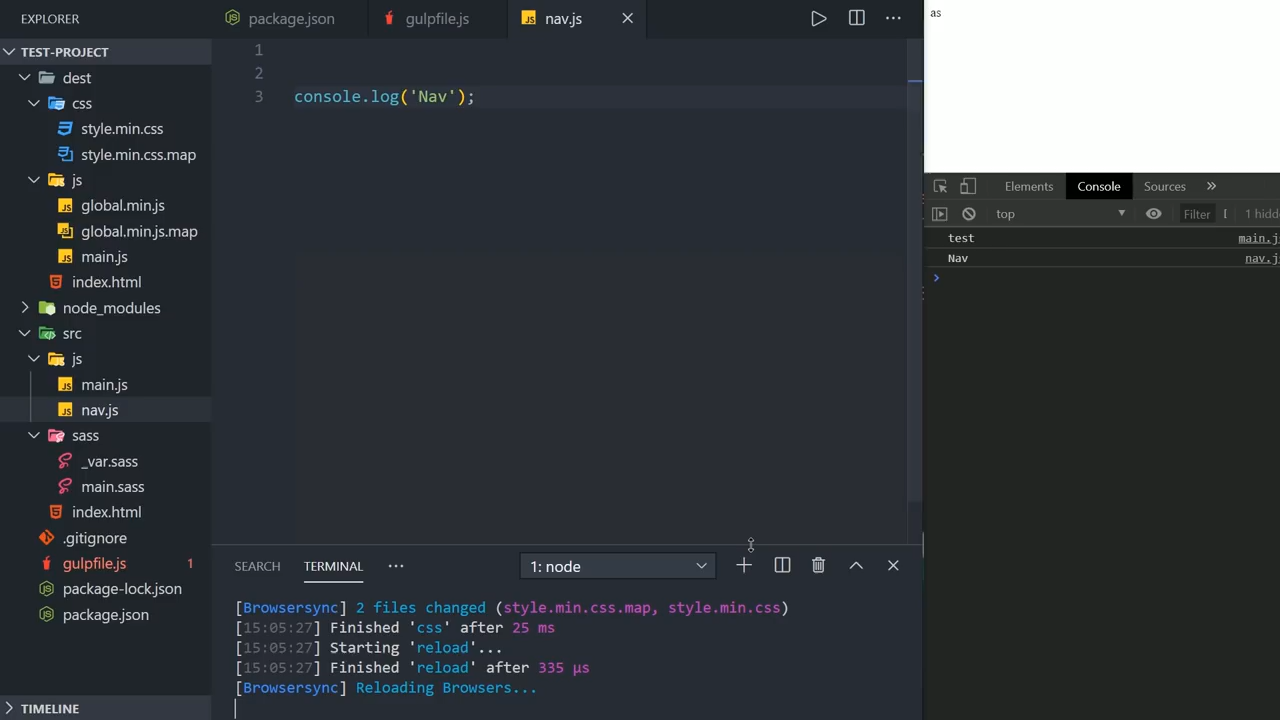 EXPLORER
TEST-PROJECT
dest
css
style.min.css
style.min.css.map
js
global.min.js
global.min.js.map
main.js
index.html
node_modules
src
js
main.js
nav.js
sass
_var.sass
main.sass
index.html
.gitignore
gulpfile.js 1
package-lock.json
package.json
TIMELINE
package.json gulpfile.js nav.js
1
2
3 console.log('Nav');
SEARCH TERMINAL 1: node
[Browsersync] 2 files changed (style.min.css.map, style.min.css)
[15:05:27] Finished 'css' after 25 ms
[15:05:27] Starting 'reload'...
[15:05:27] Finished 'reload' after 335 μs
[Browsersync] Reloading Browsers...
as
Elements Console Sources
top Filter 1 hidd
test main.j
Nav nav.j